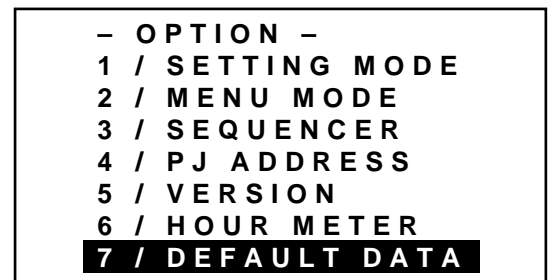 – OPTION –
1 / SETTING MODE
2 / MENU MODE
3 / SEQUENCER
4 / PJ ADDRESS
5 / VERSION
6 / HOUR METER
7 / DEFAULT DATA